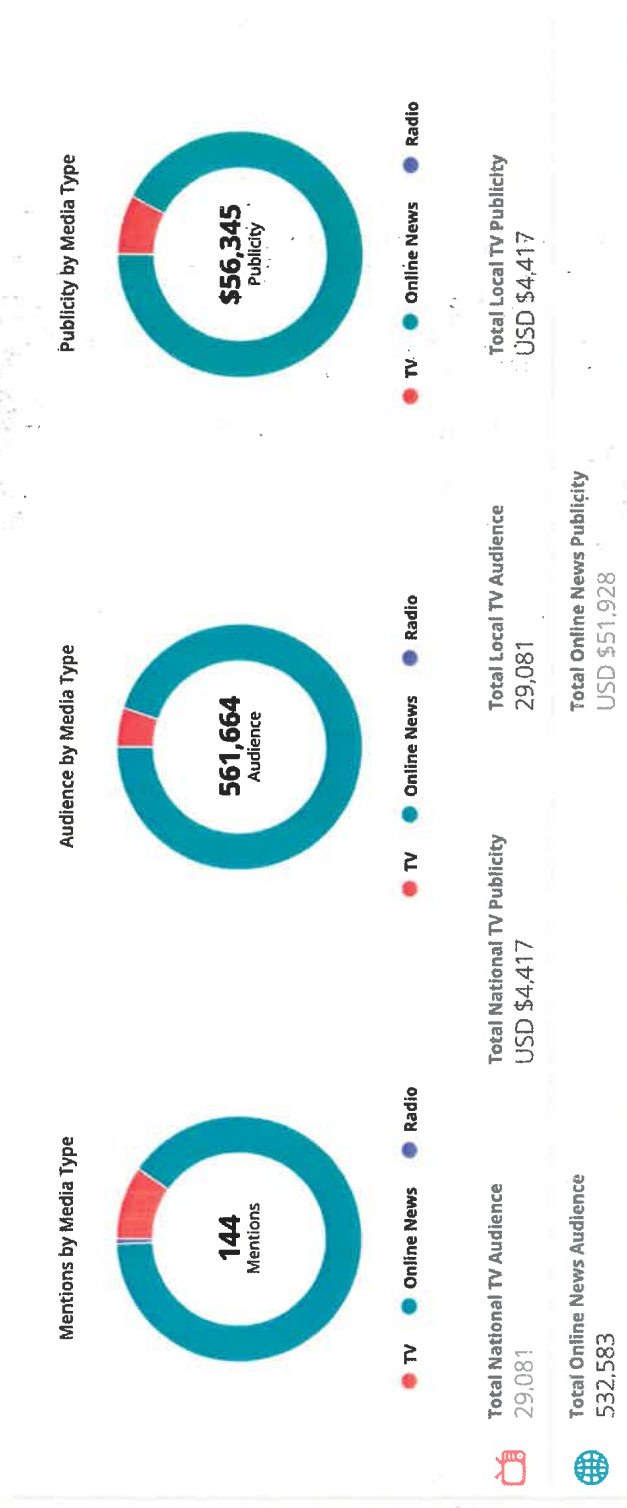 Mentions by Media Type
144
Mentions
TV Online News Radio
Audience by Media Type
561,664
Audience
TV Online News Radio
Publicity by Media Type
$56,345
Publicity
TV Online News Radio
Total National TV Audience
29,081
Total National TV Publicity
USD $4,417
Total Local TV Audience
29,081
Total Local TV Publicity
USD $4,417
Total Online News Audience
532,583
Total Online News Publicity
USD $51,928